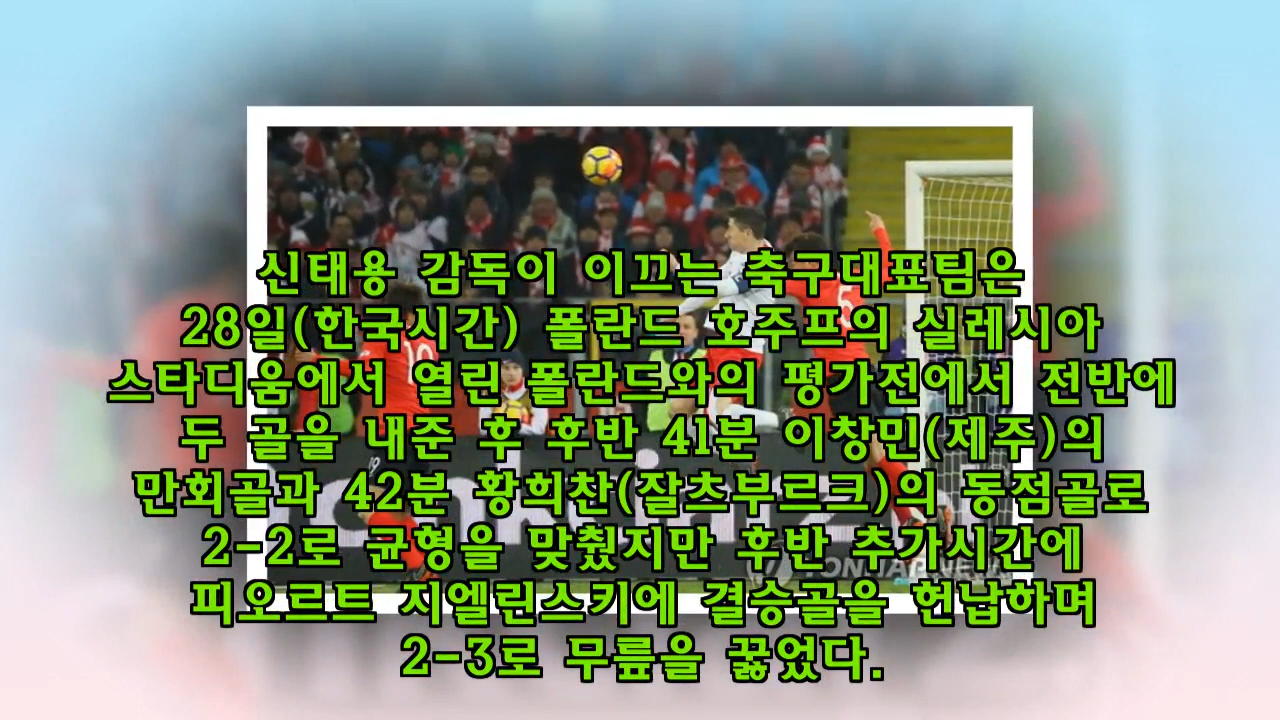 신태용 감독이 이끄는 축구대표팀은
28일(한국시간) 폴란드 호주프의 실레시아
스타디움에서 열린 폴란드와의 평가전에서 전반에
두 골을 내준 후 후반 41분 이창민(제주)의
만회골과 42분 황희찬(잘츠부르크)의 동점골로
2-2로 균형을 맞췄지만 후반 추가시간에
피오르트 지엘린스키에 결승골을 헌납하며
2-3로 무릎을 꿇었다.
YONHAP NEWS